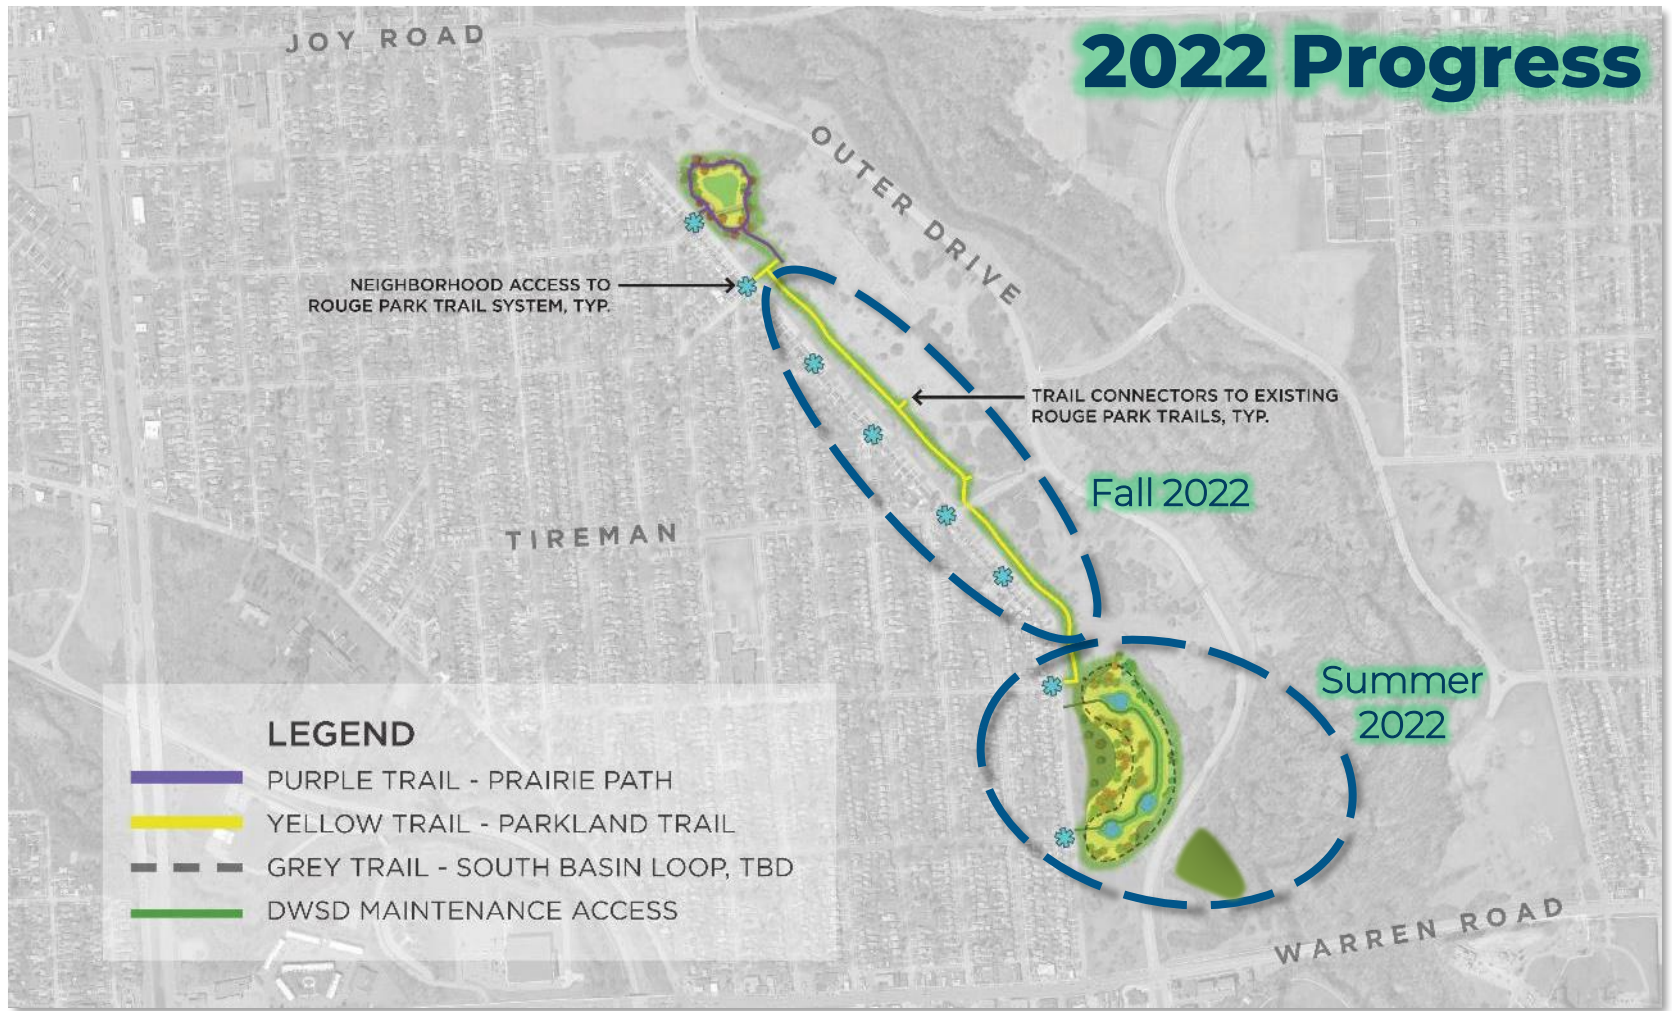 JOY ROAD
2022 Progress
OUTER DRIVE
NEIGHBORHOOD ACCESS TO
ROUGE PARK TRAIL SYSTEM, TYP.
TRAIL CONNECTORS TO EXISTING
ROUGE PARK TRAILS, TYP.
Fall 2022
TIREMAN
Summer
2022
LEGEND
PURPLE TRAIL - PRAIRIE PATH
YELLOW TRAIL - PARKLAND TRAIL
GREY TRAIL - SOUTH BASIN LOOP, TBD
DWSD MAINTENANCE ACCESS
WARREN ROAD